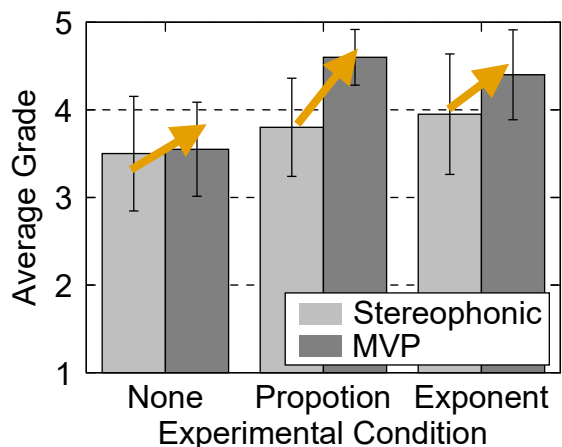 5
4
3
2
1
Average Grade
Stereophonic
MVP
None Propotion Exponent
Experimental Condition